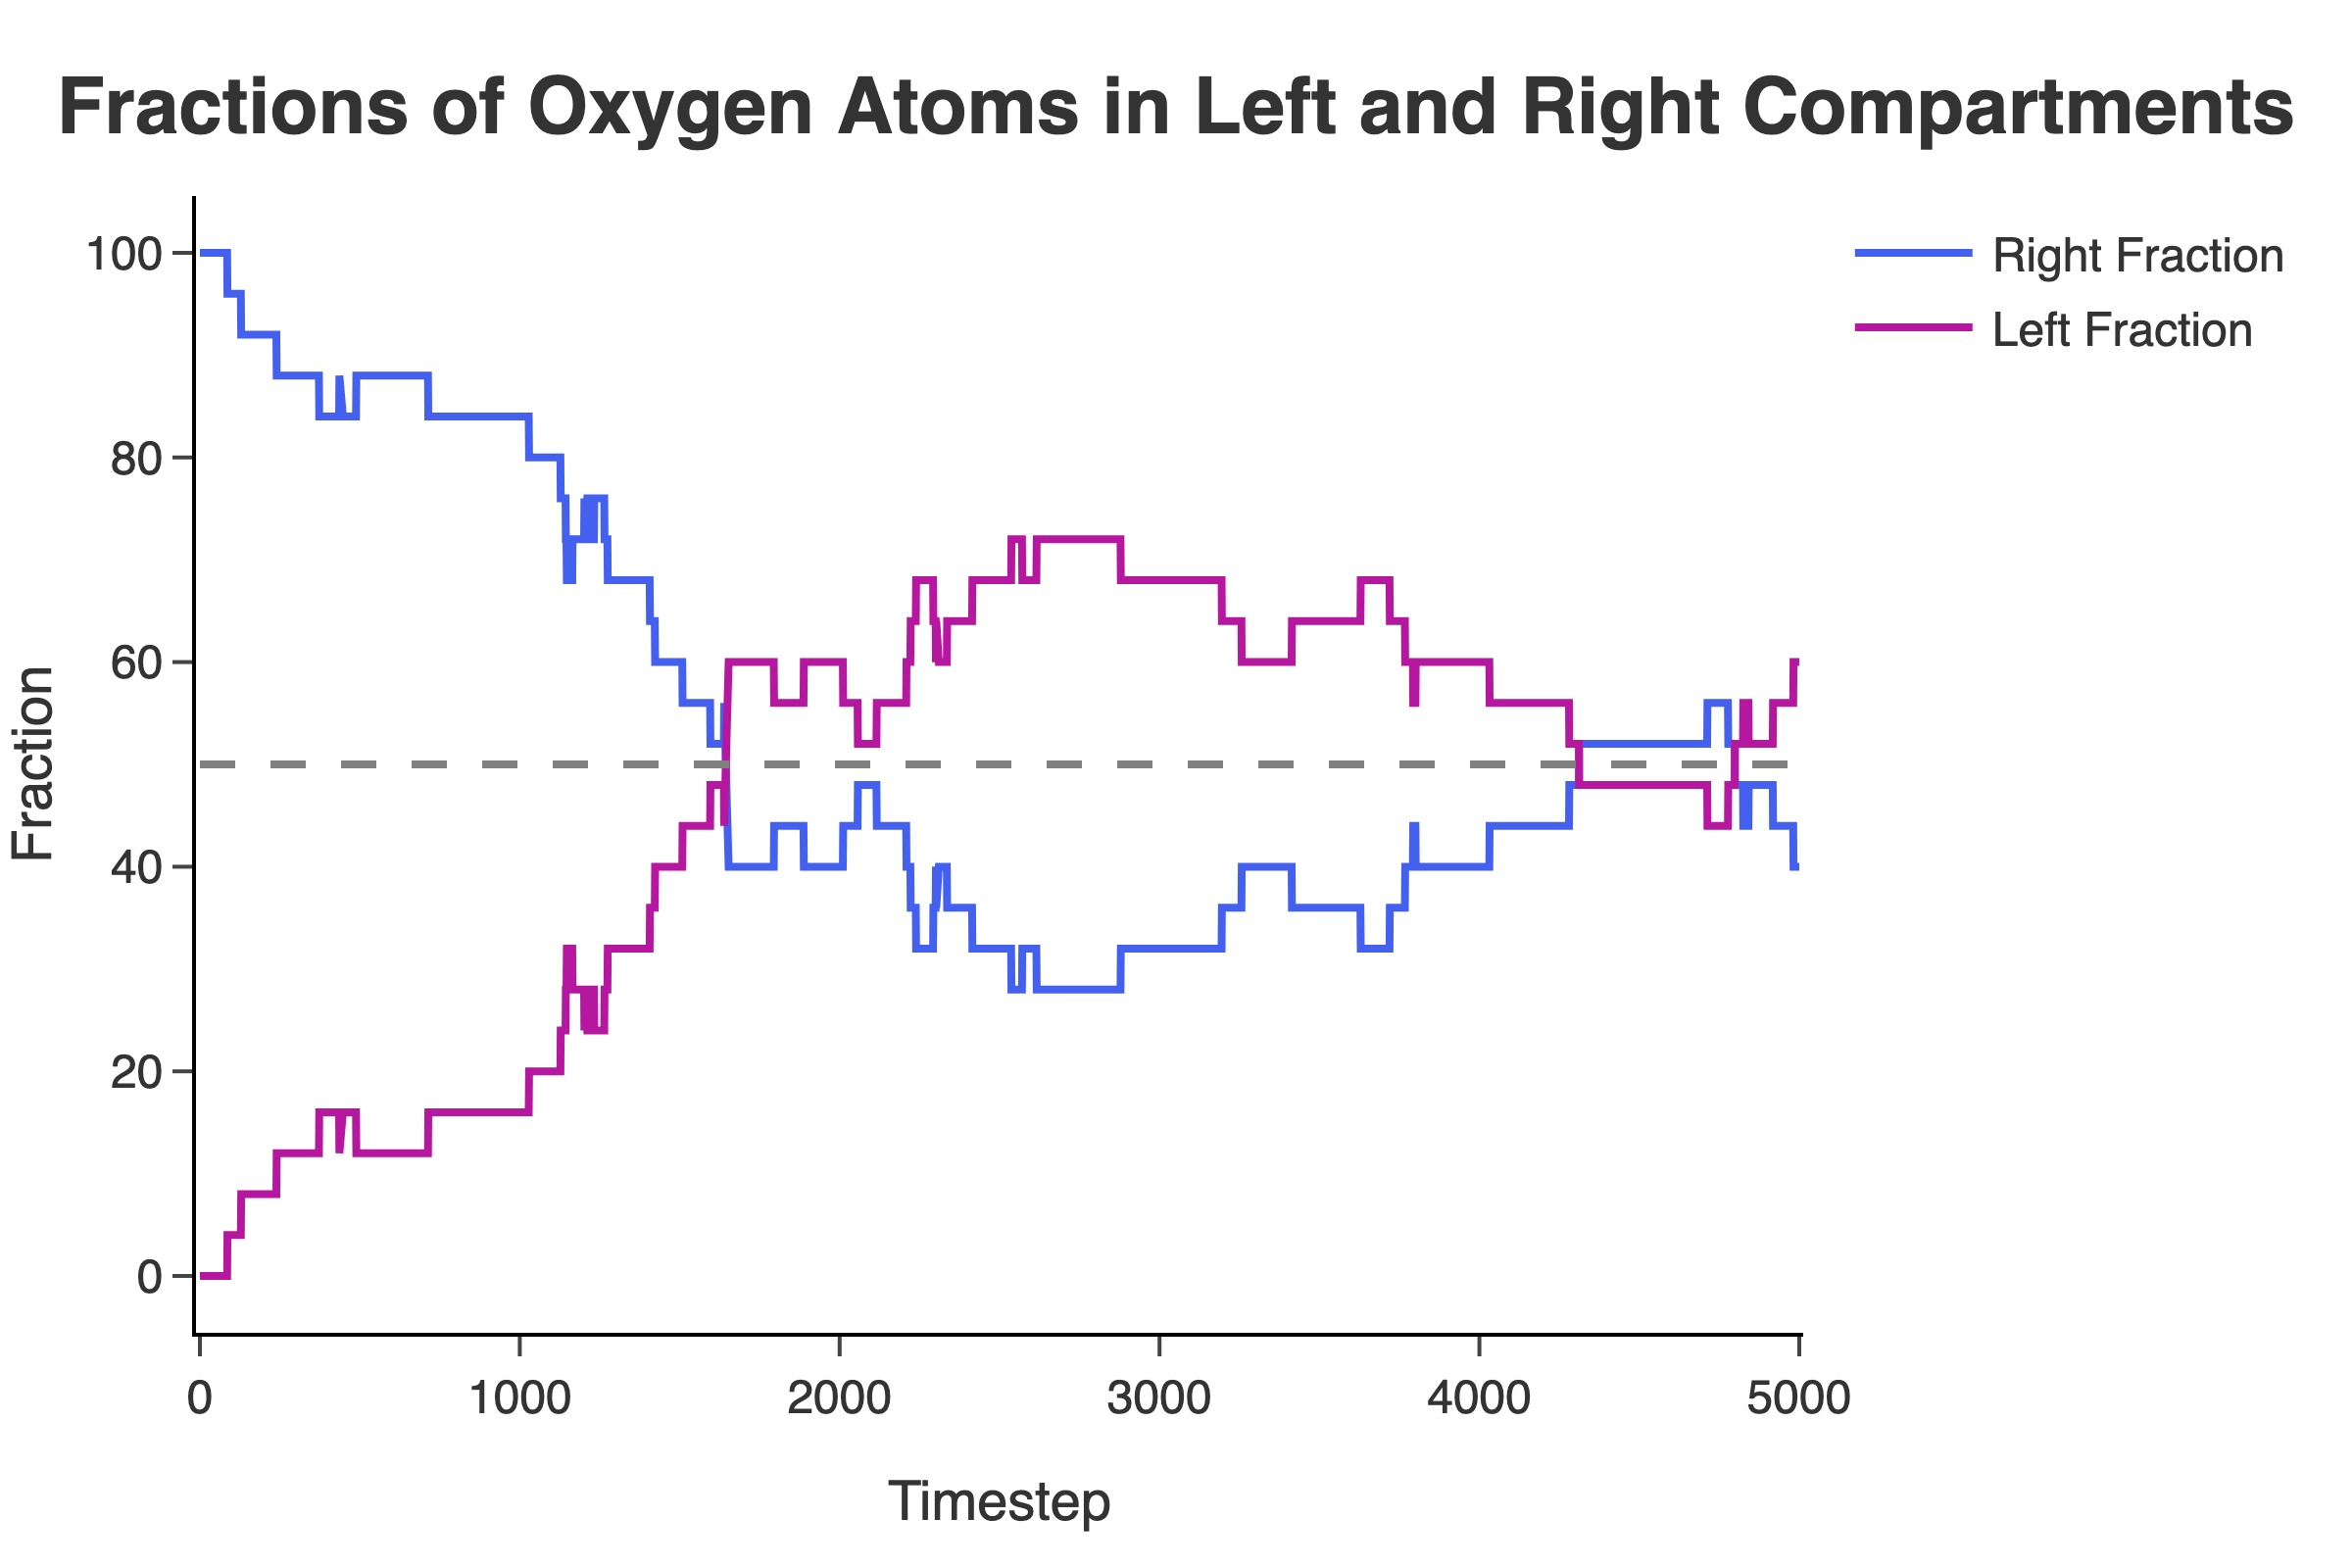 Fractions of Oxygen Atoms in Left and Right Compartments
Right Fraction
Left Fraction
Fraction
100
80
60
40
20
0
0 1000 2000 3000 4000 5000
Timestep